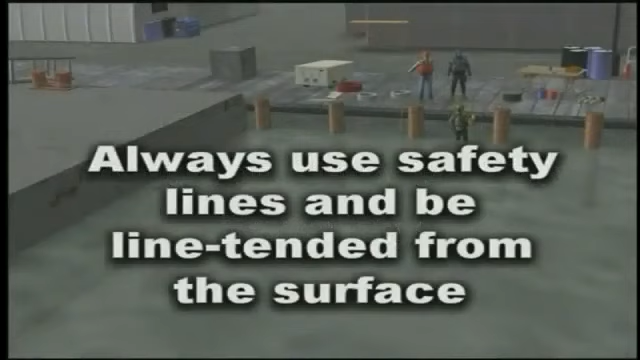 Always use safety
lines and be
line-tended from
the surface